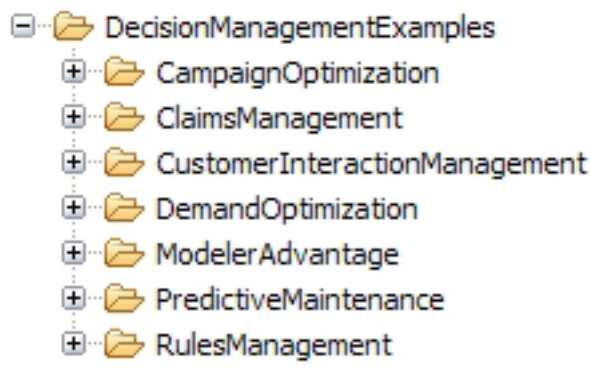 DecisionManagementExamples
CampaignOptimization
ClaimsManagement
CustomerInteractionManagement
DemandOptimization
ModelerAdvantage
PredictiveMaintenance
RulesManagement